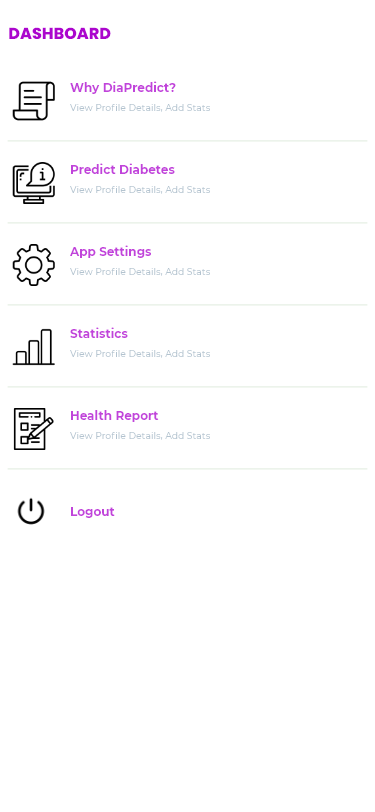 DASHBOARD
Why DiaPredict?
View Profile Details, Add Stats
Predict Diabetes
View Profile Details, Add Stats
App Settings
View Profile Details, Add Stats
Statistics
View Profile Details, Add Stats
Health Report
View Profile Details, Add Stats
Logout